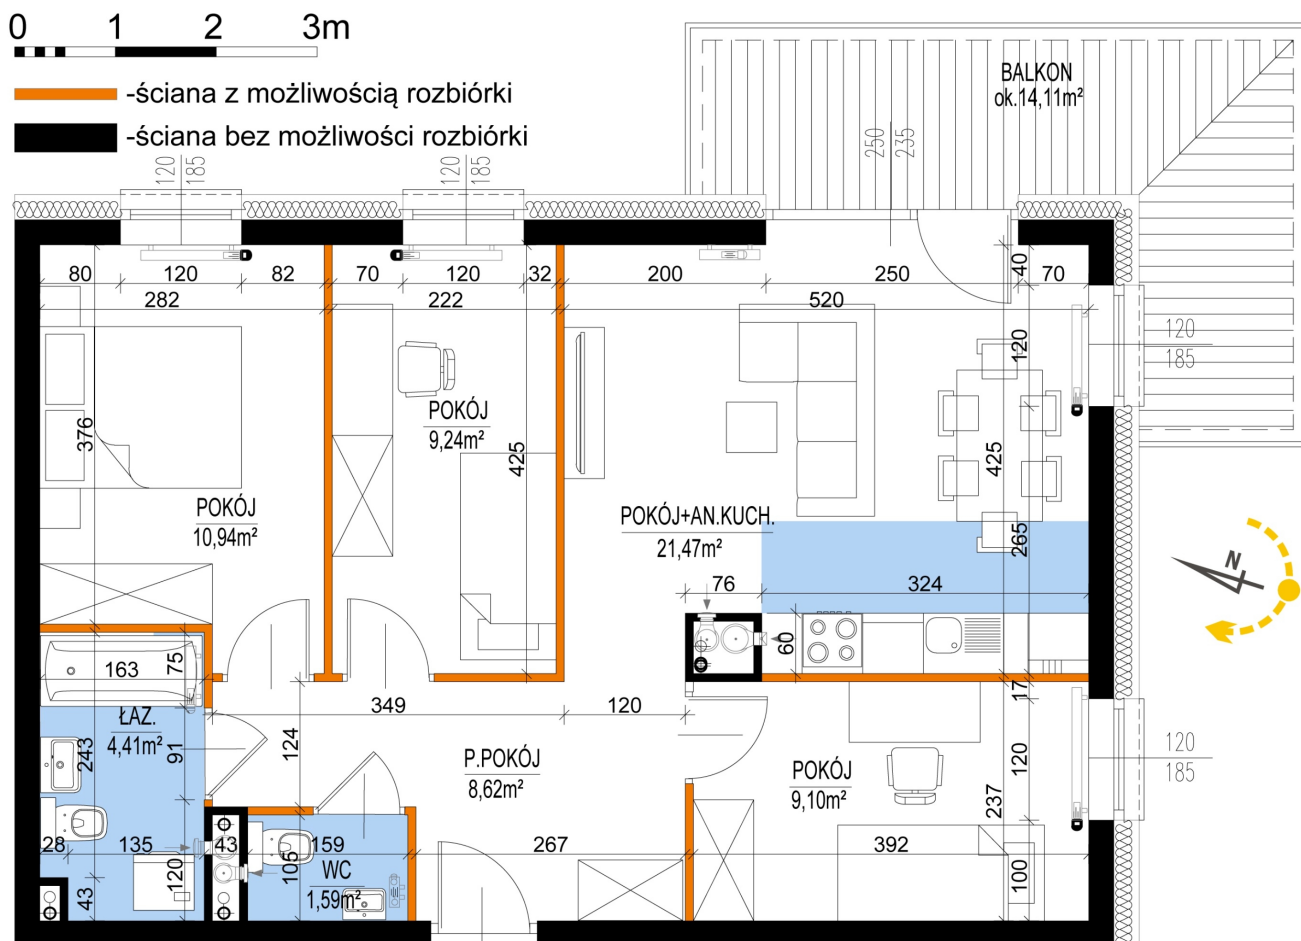 0 1 2 3m
-ściana z możliwością rozbiórki
-ściana bez możliwości rozbiórki
BALKON
ok.14,11m²
120
185
120
185
250
235
80 120 82 70 120 32 200 250 40 70
282 222 520
120
120
185
376
POKÓJ
9,24m²
425
425
POKÓJ
10,94m²
POKÓJ+AN.KUCH.
21,47m²
265
N
76 324
60
163
75
17
349 120
ŁAZ.
4,41m²
243
91
124
P.POKÓJ
8,62m²
POKÓJ
9,10m²
120
237
120
185
28 135 43 159 267 392
43
120
105
WC
1,59m²
100